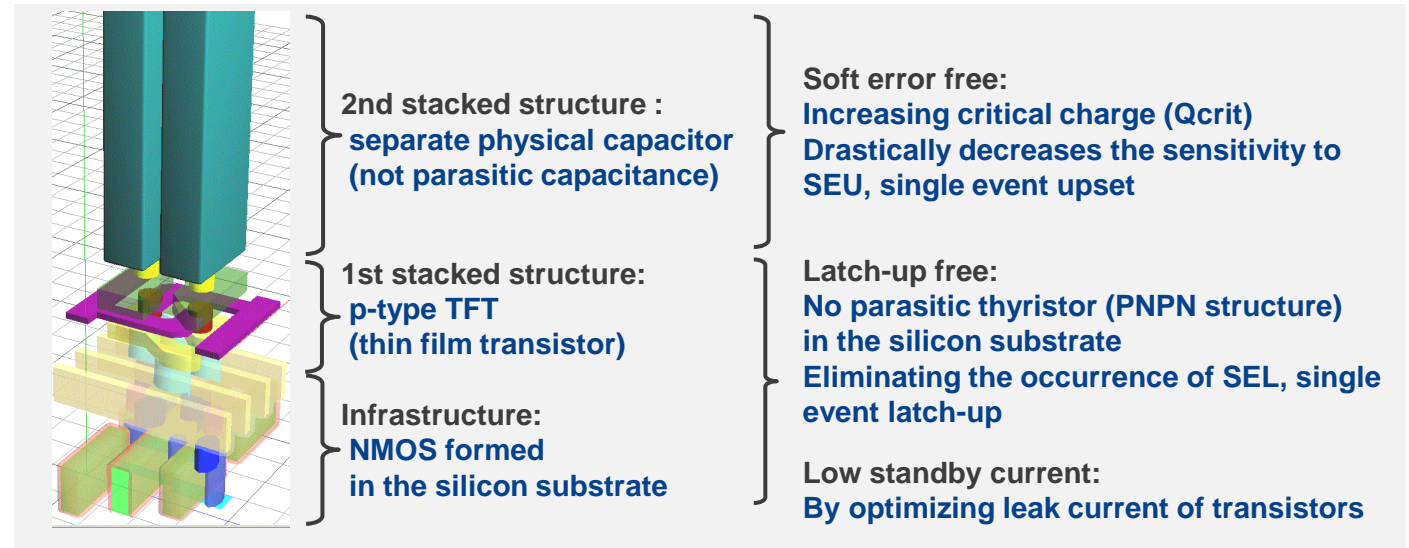 2nd stacked structure :
separate physical capacitor
(not parasitic capacitance)
1st stacked structure:
p-type TFT
(thin film transistor)
Infrastructure:
NMOS formed
in the silicon substrate
Soft error free:
Increasing critical charge (Qcrit)
Drastically decreases the sensitivity to
SEU, single event upset
Latch-up free:
No parasitic thyristor (PNPN structure)
in the silicon substrate
Eliminating the occurrence of SEL, single
event latch-up
Low standby current:
By optimizing leak current of transistors